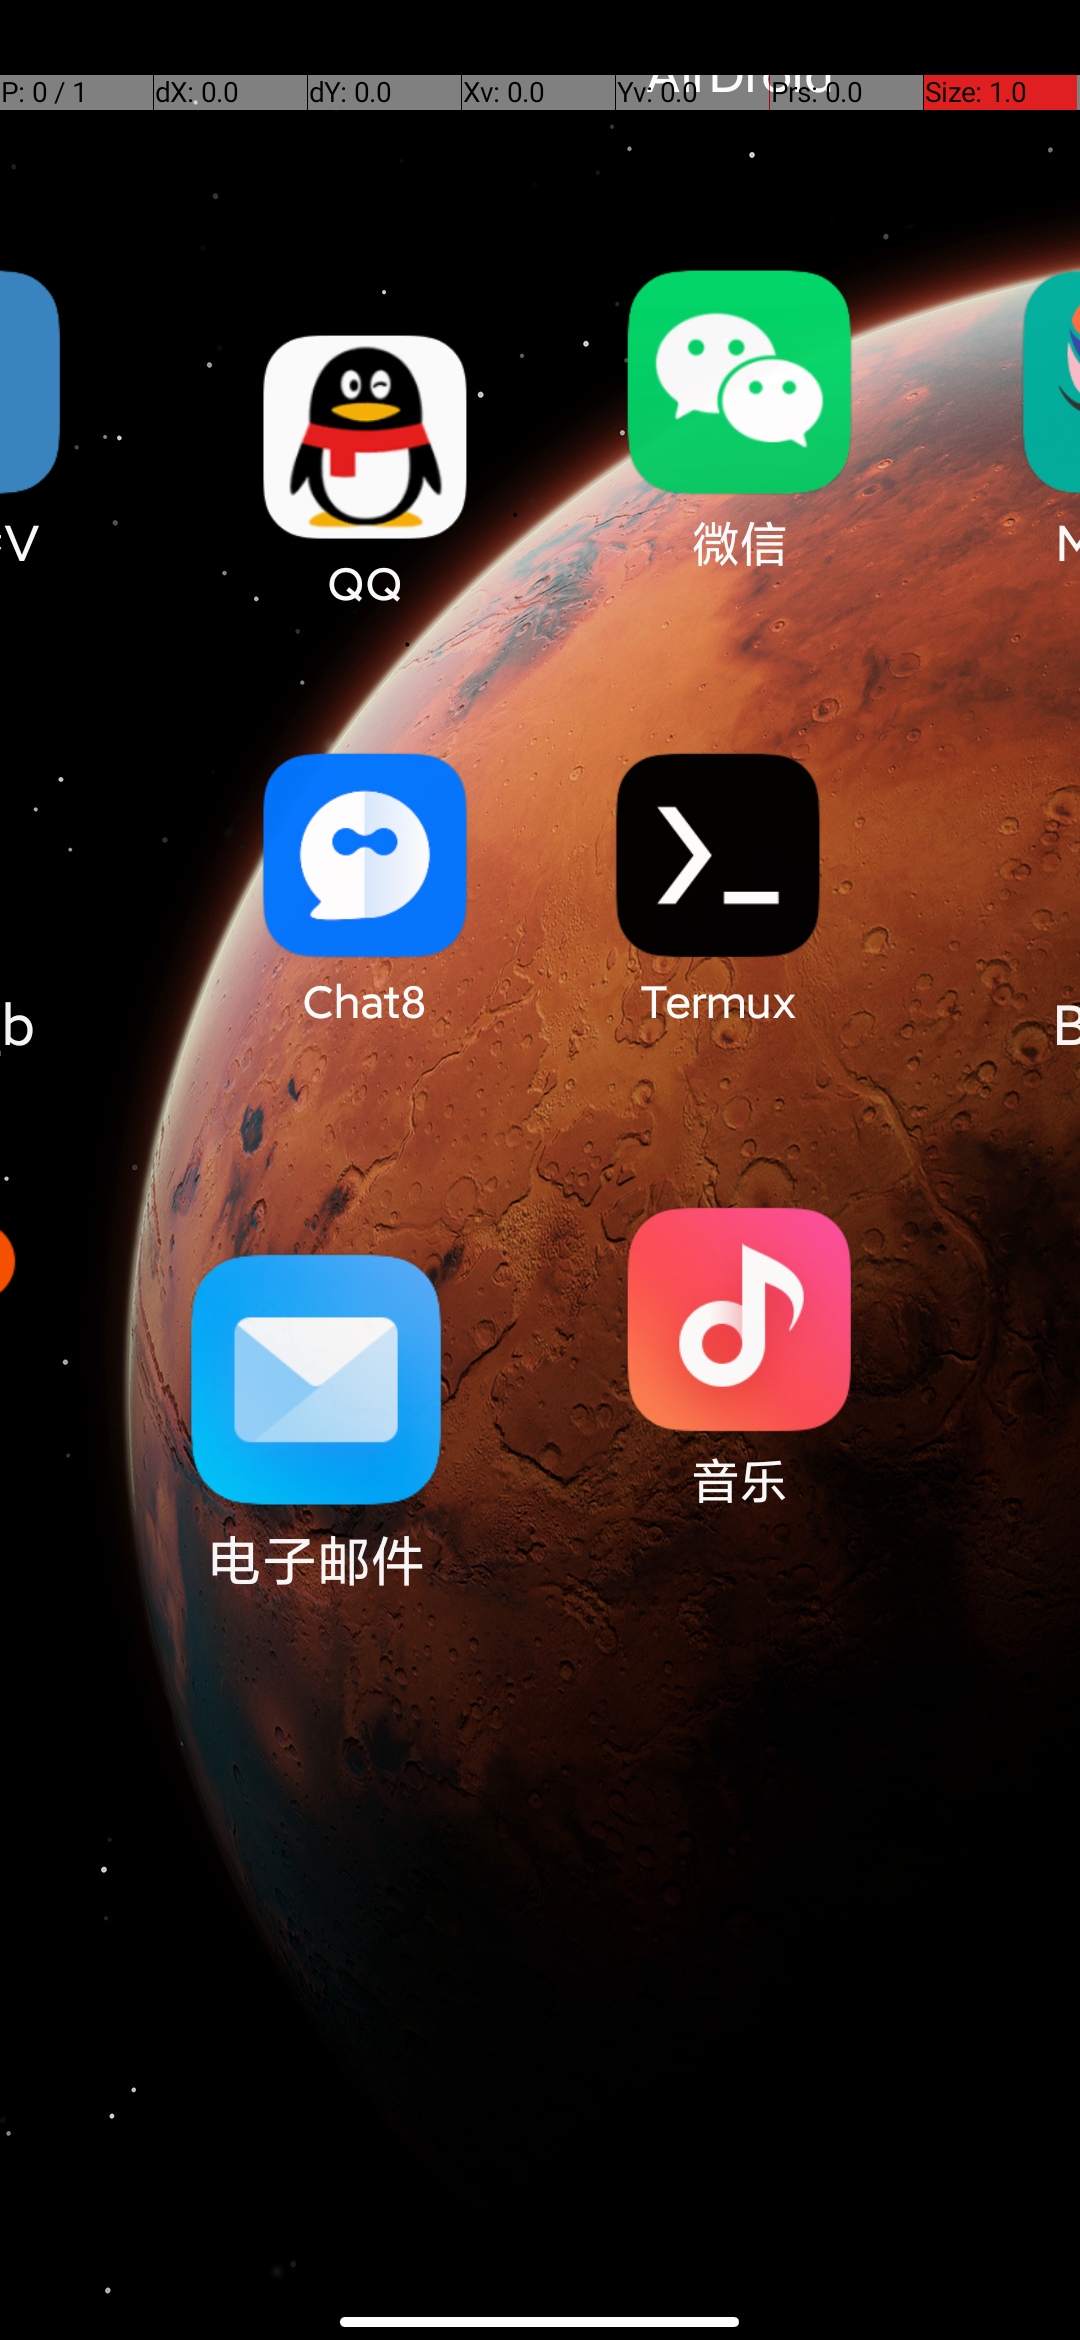 P: 0 / 1 dX: 0.0 dY: 0.0 Xv: 0.0 Yv: 0.0 Prs: 0.0 Size: 1.0
AirDroid
QQ
微信
V
M
Chat8
Termux
b
B
电子邮件
音乐